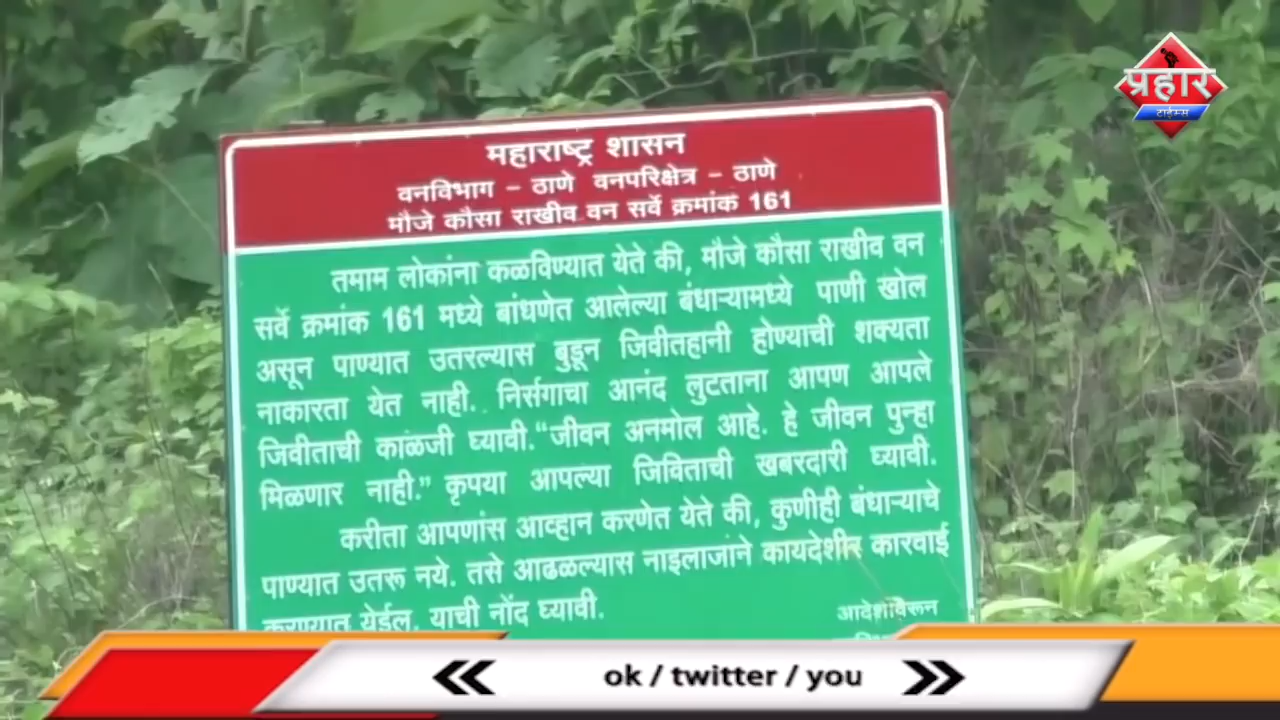 प्रहार
टाईम्स
महाराष्ट्र शासन
वनविभाग - ठाणे वनपरिक्षेत्र - ठाणे
मौजे कौसा राखीव वन सर्वे क्रमांक 161
तमाम लोकांना कळविण्यात येते की, मौजे कौसा राखीव वन
सर्वे क्रमांक 161 मध्ये बांधणेत आलेल्या बंधाऱ्यामध्ये पाणी खोल
असून पाण्यात उतरल्यास बुडून जिवीतहानी होण्याची शक्यता
नाकारता येत नाही. निर्सगाचा आनंद लुटताना आपण आपले
जिवीताची काळजी घ्यावी.“जीवन अनमोल आहे. हे जीवन पुन्हा
मिळणार नाही.” कृपया आपल्या जिविताची खबरदारी घ्यावी.
करीता आपणांस आव्हान करणेत येते की, कुणीही बंधाऱ्याचे
पाण्यात उतरू नये. तसे आढळल्यास नाइलाजांने कायदेशीर कारवाई
करण्यात येईल. याची नोंद घ्यावी.
आदेशावरून
ok / twitter / you